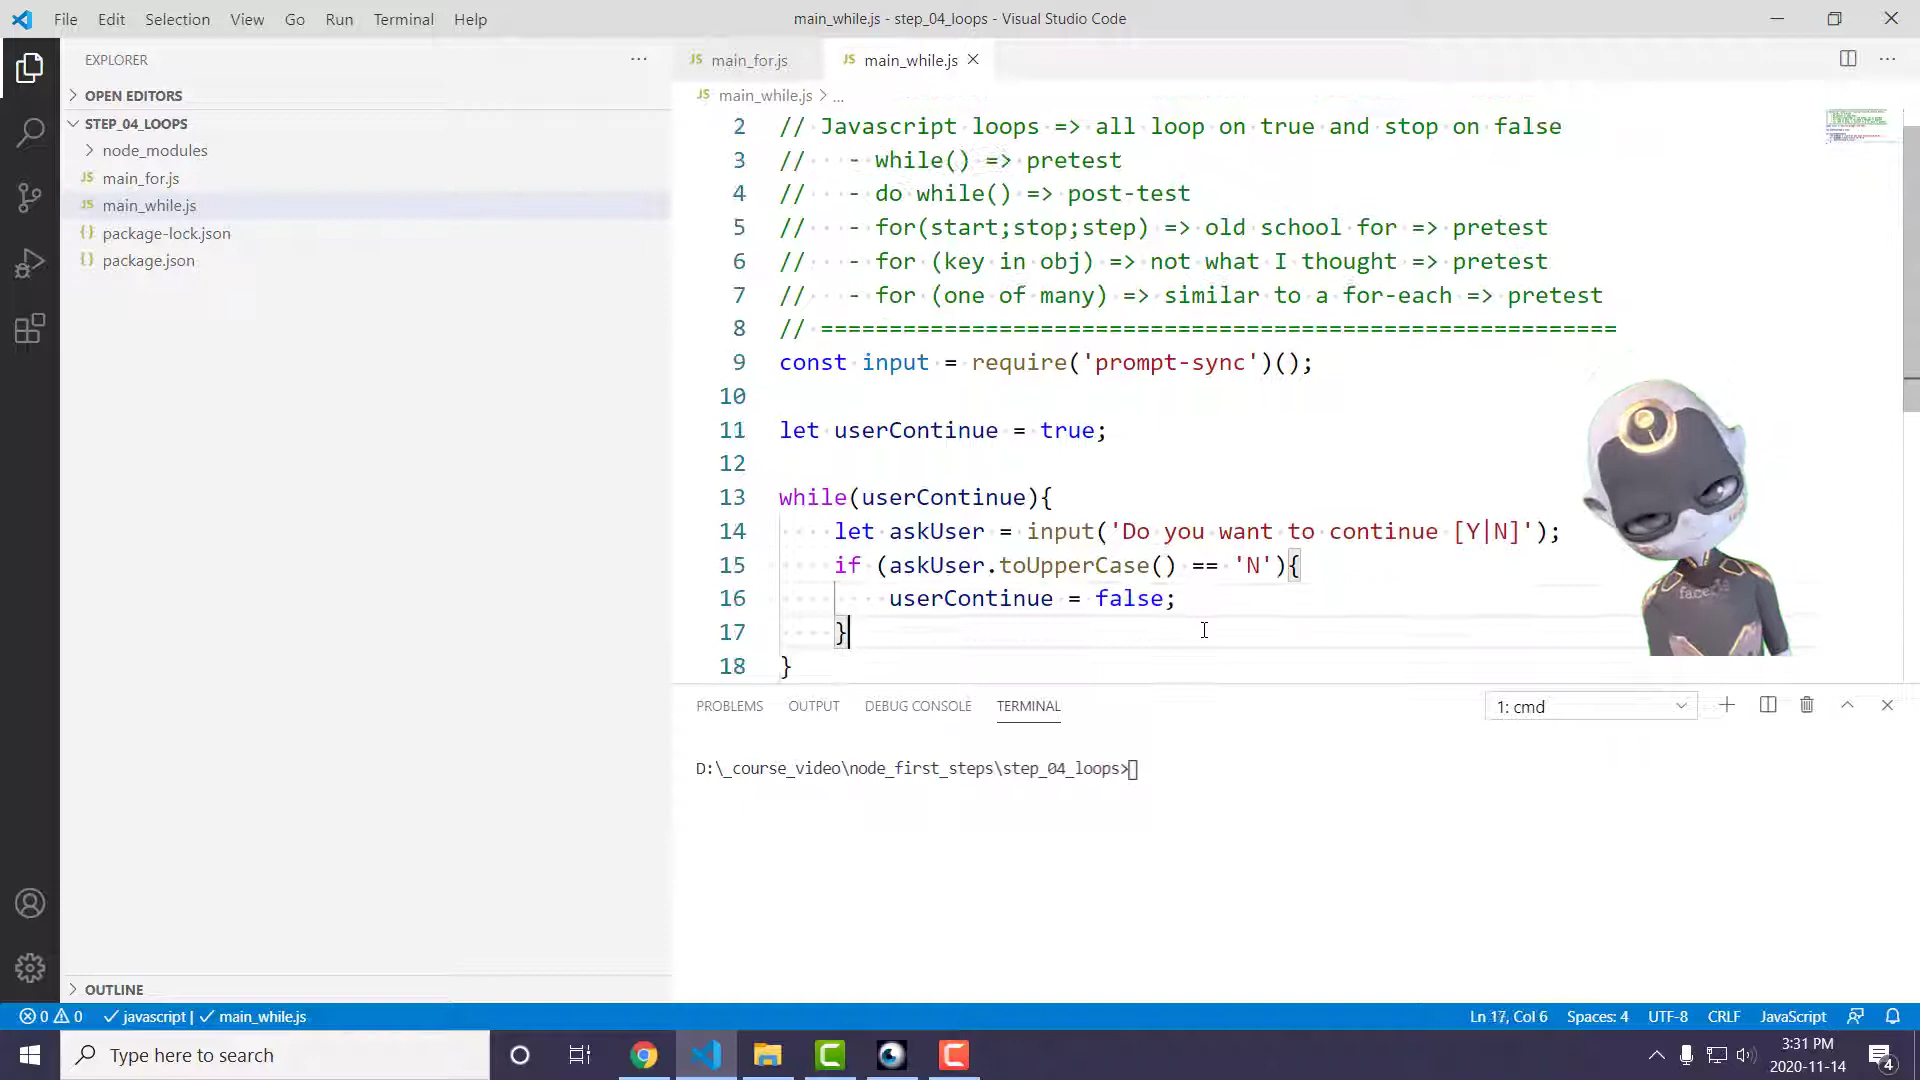 File Edit Selection View Go Run Terminal Help
main_while.js - step_04_loops - Visual Studio Code
EXPLORER
OPEN EDITORS
STEP_04_LOOPS
node_modules
JS main_for.js
JS main_while.js
{} package-lock.json
{} package.json
OUTLINE
JS main_for.js
JS main_while.js
JS main_while.js > ...
2 // Javascript loops => all loop on true and stop on false
3 // - while() => pretest
4 // - do while() => post-test
5 // - for(start;stop;step) => old school for => pretest
6 // - for (key in obj) => not what I thought => pretest
7 // - for (one of many) => similar to a for-each => pretest
8 // ==========================================================
9 const input = require('prompt-sync')();
10
11 let userContinue = true;
12
13 while(userContinue){
14 let askUser = input('Do you want to continue [Y|N]');
15 if (askUser.toUpperCase() == 'N'){
16 userContinue = false;
17 }
18 }
PROBLEMS OUTPUT DEBUG CONSOLE TERMINAL
1: cmd
D:\_course_video\node_first_steps\step_04_loops>
0 0 javascript | main_while.js
Ln 17, Col 6 Spaces: 4 UTF-8 CRLF JavaScript
Type here to search
3:31 PM
2020-11-14
4